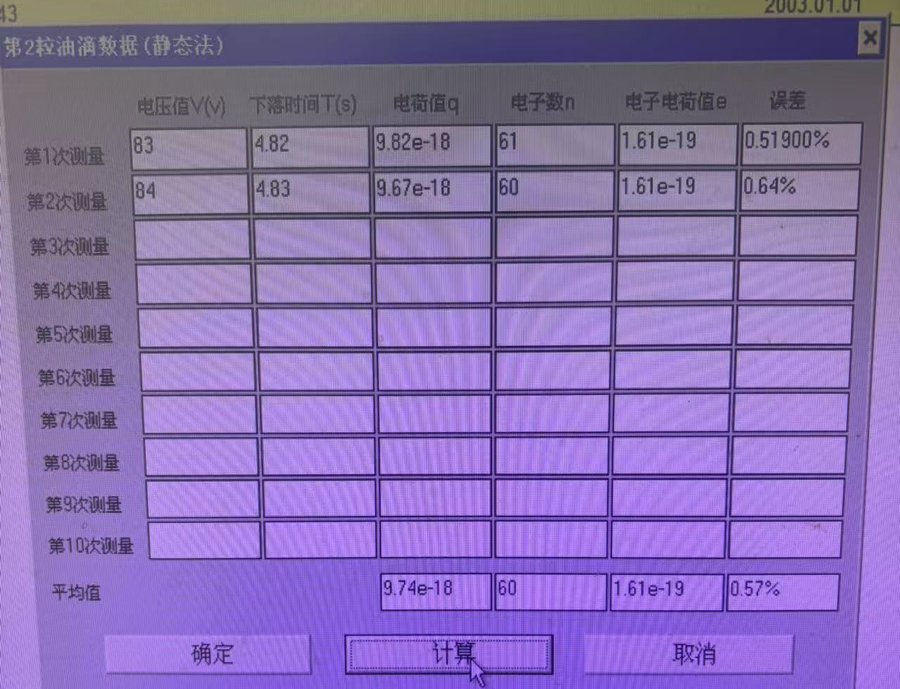 43
2003.01.01
第2粒油滴数据(静态法)
电压值V(v) 下落时间T(s) 电荷值q 电子数n 电子电荷值e 误差
第1次测量 83 4.82 9.82e-18 61 1.61e-19 0.51900%
第2次测量 84 4.83 9.67e-18 60 1.61e-19 0.64%
第3次测量
第4次测量
第5次测量
第6次测量
第7次测量
第8次测量
第9次测量
第10次测量
平均值 9.74e-18 60 1.61e-19 0.57%
确定 计算 取消